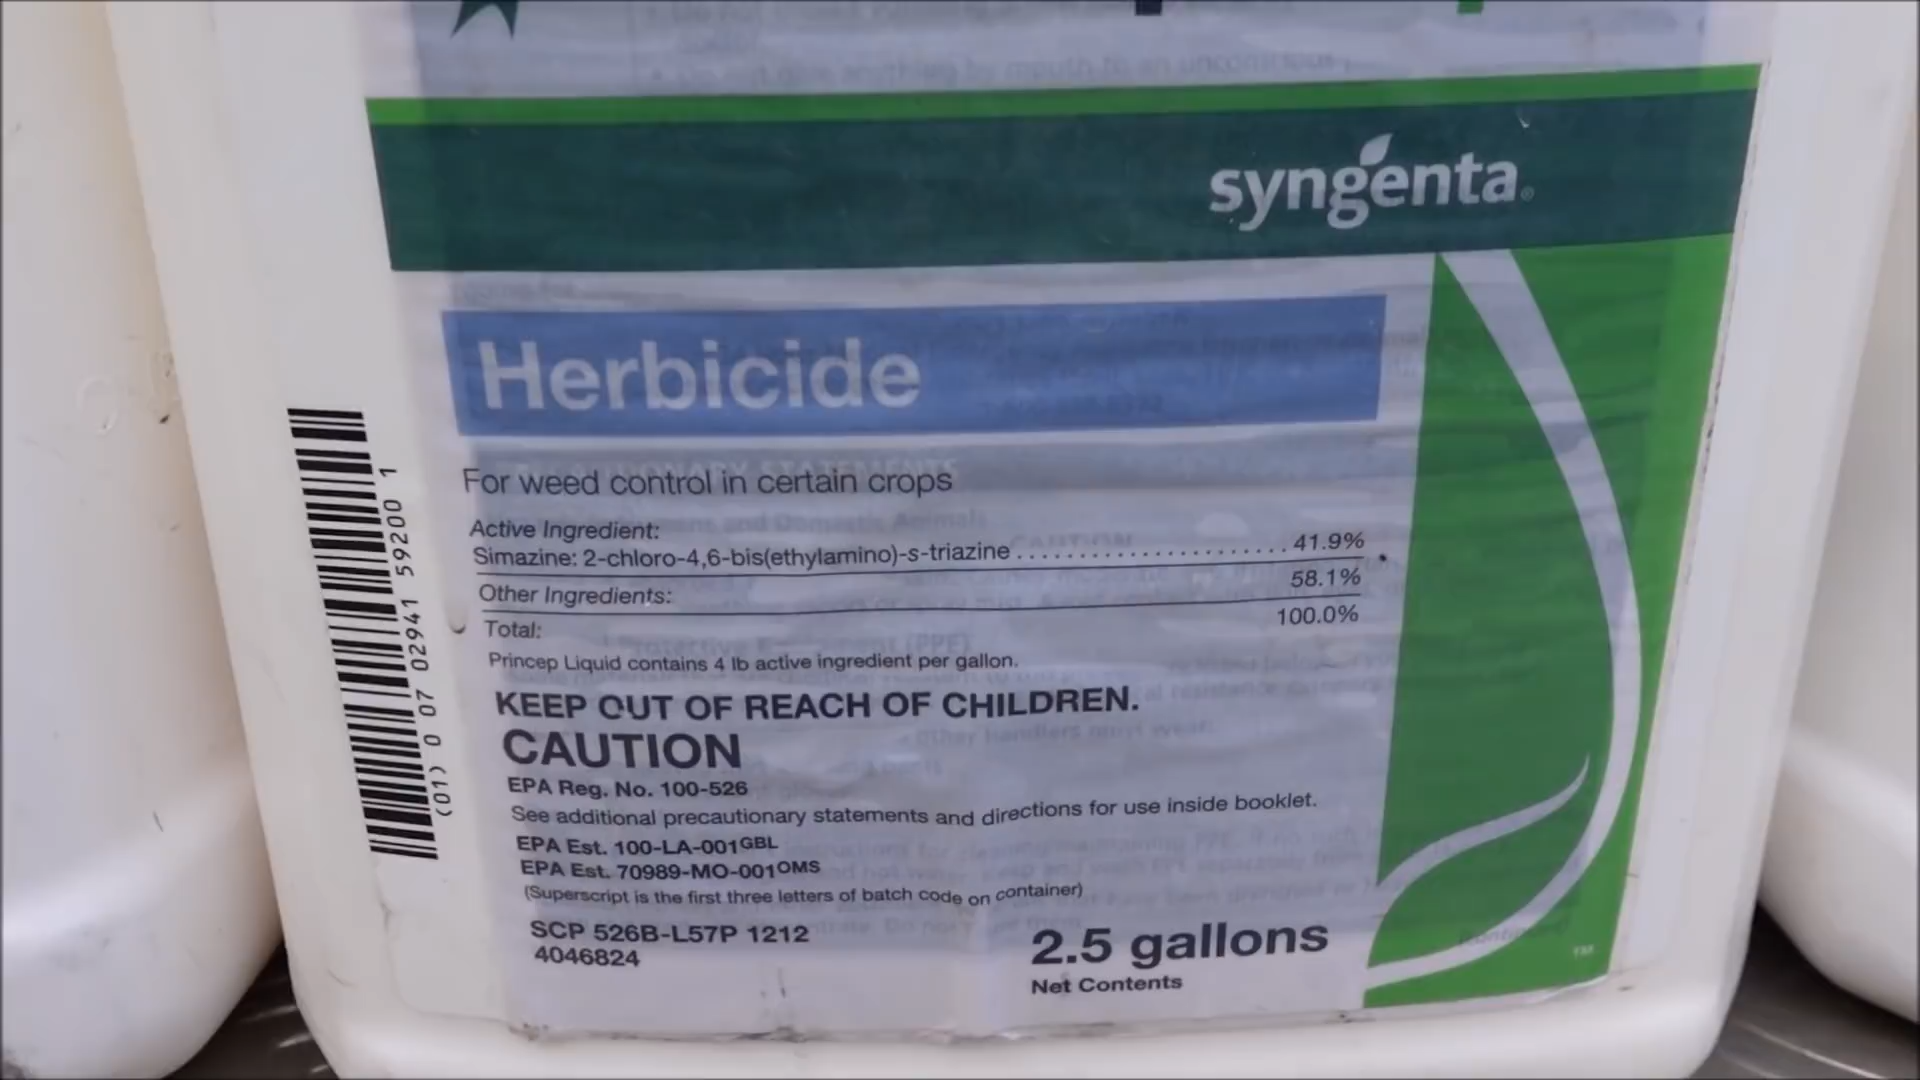 syngenta
Herbicide
For weed control in certain crops
Active Ingredient:
Simazine: 2-chloro-4,6-bis(ethylamino)-s-triazine ........................ 41.9%
Other Ingredients: 58.1%
Total: 100.0%
Princep Liquid contains 4 lb active ingredient per gallon.
KEEP OUT OF REACH OF CHILDREN.
CAUTION
EPA Reg. No. 100-526
See additional precautionary statements and directions for use inside booklet.
EPA Est. 100-LA-001GBL
EPA Est. 70989-MO-001OMS
(Superscript is the first three letters of batch code on container)
SCP 526B-L57P 1212
4046824
2.5 gallons
Net Contents
(01) 0 07 02941 59200 1